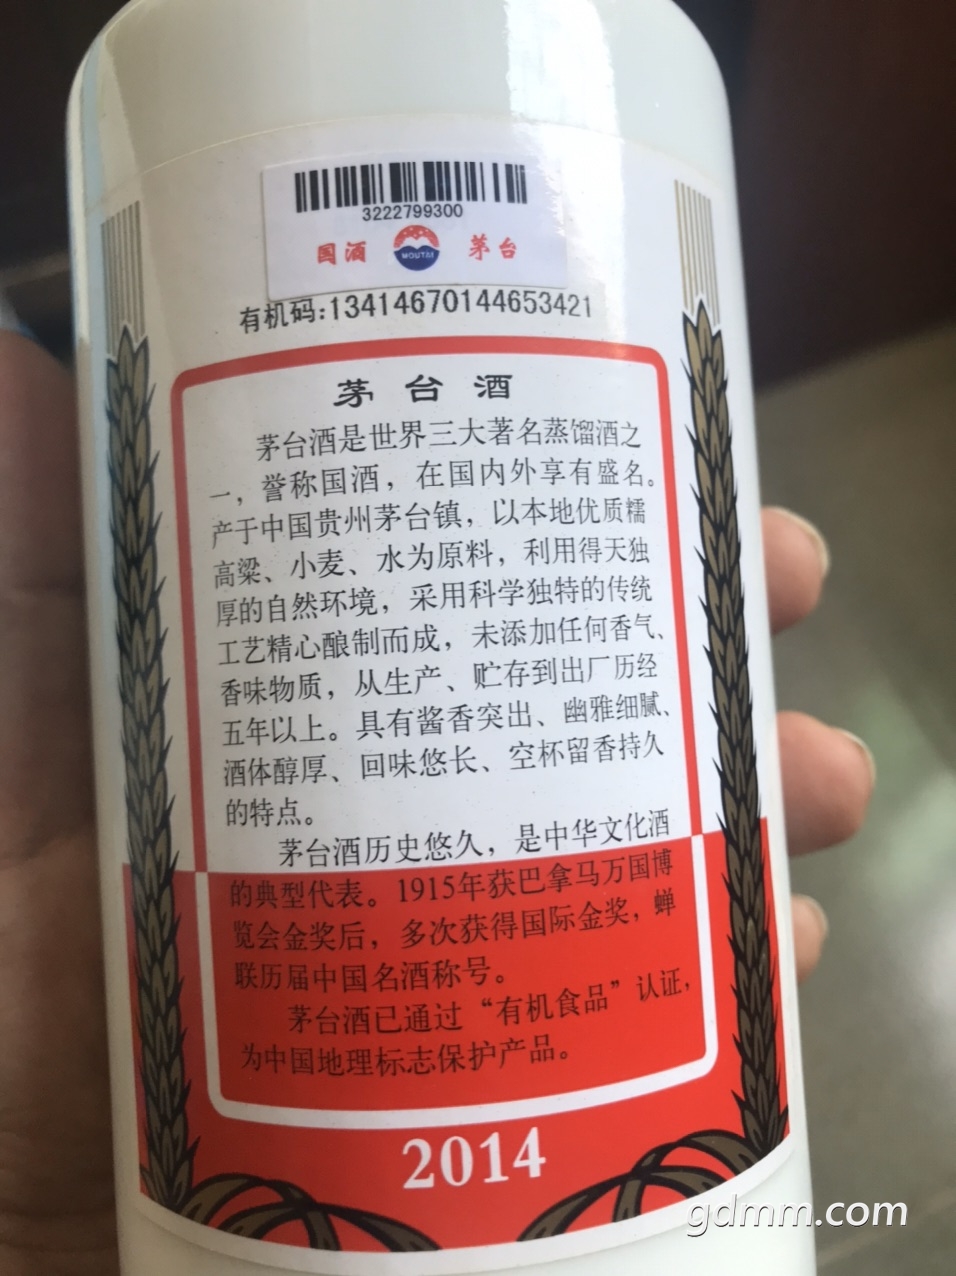 3222799300
国酒 MOUTAI 茅台
有机码:13414670144653421
茅台酒
茅台酒是世界三大著名蒸馏酒之
一，誉称国酒，在国内外享有盛名。
产于中国贵州茅台镇，以本地优质糯
高粱、小麦、水为原料，利用得天独
厚的自然环境，采用科学独特的传统
工艺精心酿制而成，未添加任何香气、
香味物质，从生产、贮存到出厂历经
五年以上。具有酱香突出、幽雅细腻、
酒体醇厚、回味悠长、空杯留香持久
的特点。
茅台酒历史悠久，是中华文化酒
的典型代表。1915年获巴拿马万国博
览会金奖后，多次获得国际金奖，蝉
联历届中国名酒称号。
茅台酒已通过“有机食品”认证，
为中国地理标志保护产品。
2014
gdmm.com